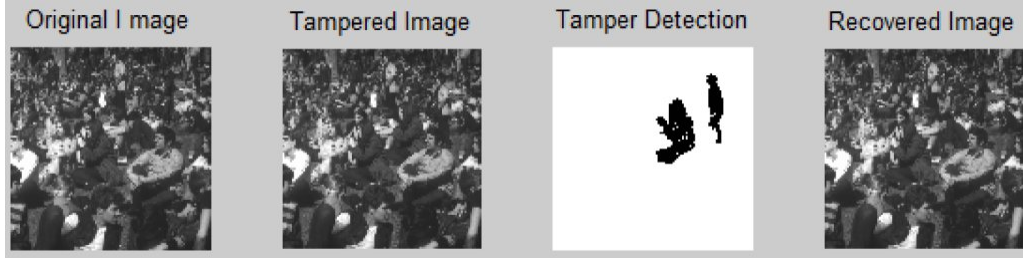 Original I mage
Tampered Image
Tamper Detection
Recovered Image